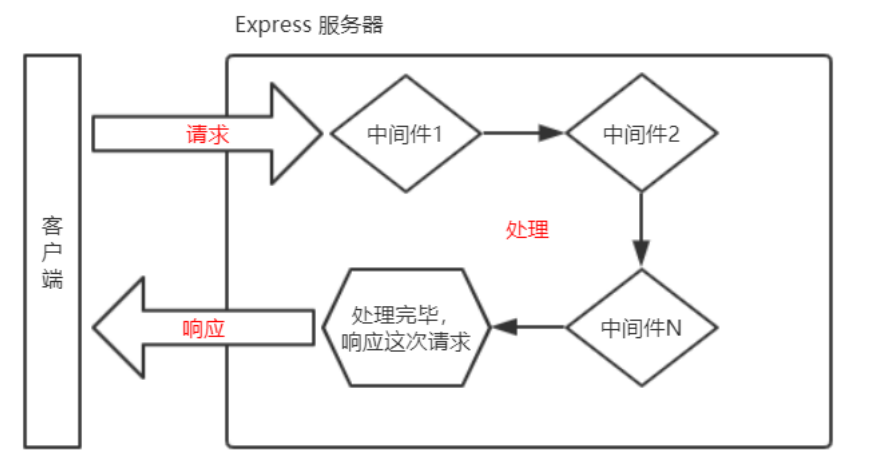 Express 服务器
客户端
请求
中间件1
中间件2
处理
响应
处理完毕，
响应这次请求
中间件N